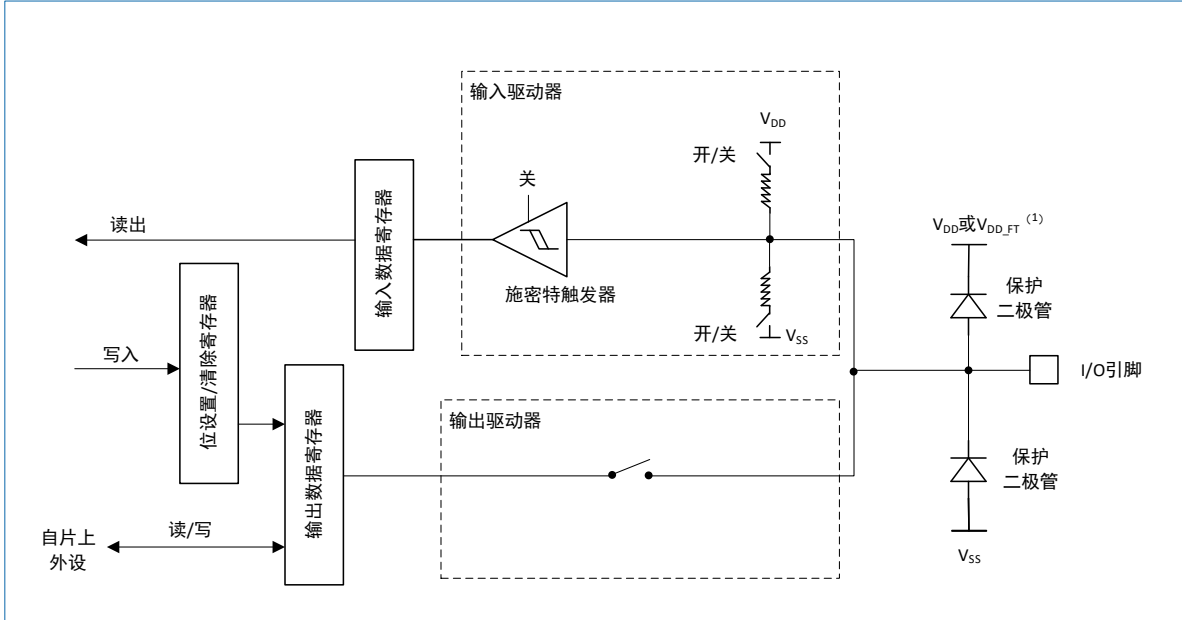 输入驱动器
V_DD
开/关
关
输入数据寄存器
读出
施密特触发器
开/关
V_SS
V_DD或V_DD_FT (1)
保护
二极管
位设置/清除寄存器
写入
I/O引脚
输出数据寄存器
输出驱动器
保护
二极管
读/写
自片上
外设
V_SS